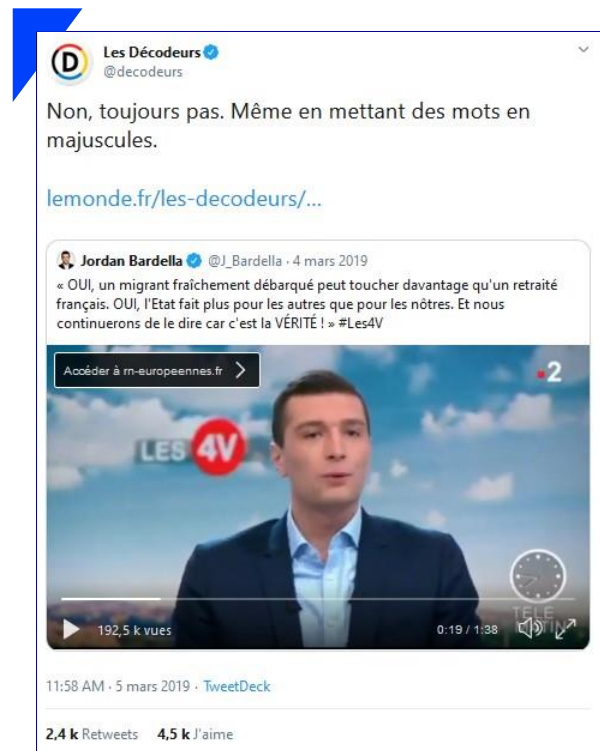 D
Les Décodeurs
@decodeurs
Non, toujours pas. Même en mettant des mots en
majuscules.
lemonde.fr/les-decodeurs/...
Jordan Bardella @J_Bardella · 4 mars 2019
« OUI, un migrant fraîchement débarqué peut toucher davantage qu'un retraité
français. OUI, l'Etat fait plus pour les autres que pour les nôtres. Et nous
continuerons de le dire car c'est la VÉRITÉ ! » #Les4V
Accéder à rn-europeennes.fr
2
LES 4V
TELE
MATIN
192,5 k vues
0:19 / 1:38
11:58 AM · 5 mars 2019 · TweetDeck
2,4 k Retweets 4,5 k J'aime